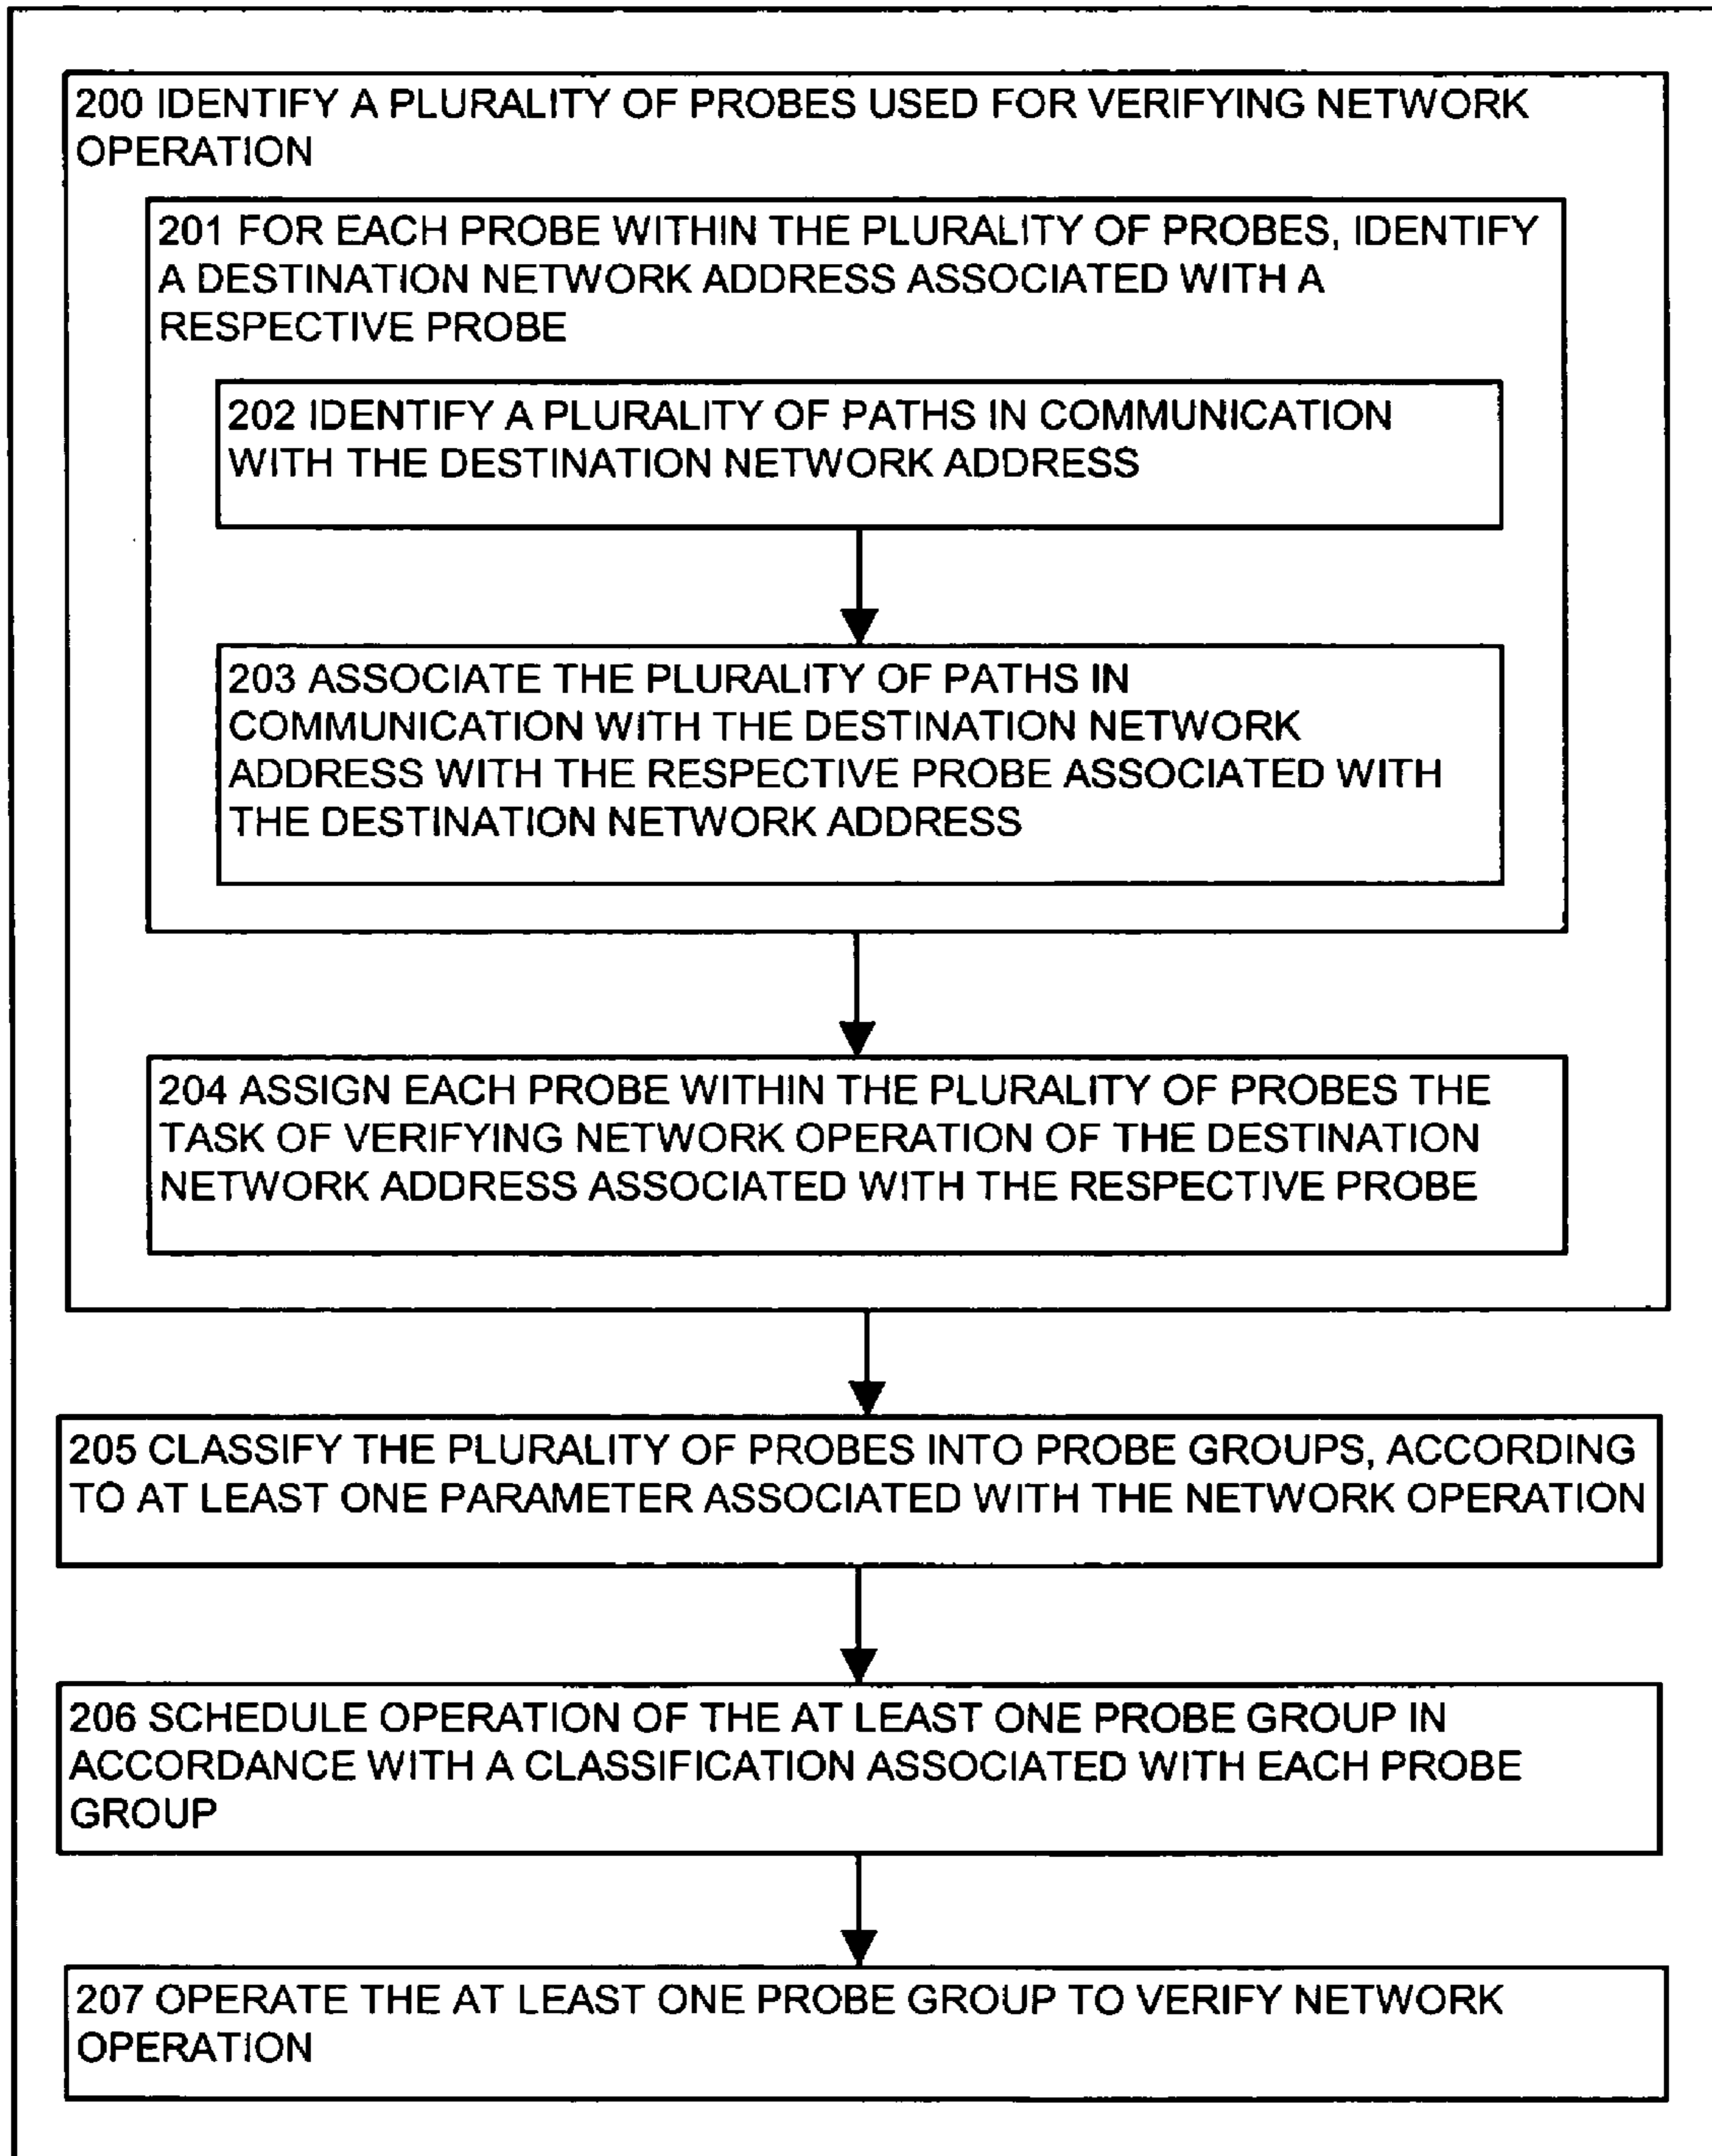 200 IDENTIFY A PLURALITY OF PROBES USED FOR VERIFYING NETWORK
OPERATION
201 FOR EACH PROBE WITHIN THE PLURALITY OF PROBES, IDENTIFY
A DESTINATION NETWORK ADDRESS ASSOCIATED WITH A
RESPECTIVE PROBE
202 IDENTIFY A PLURALITY OF PATHS IN COMMUNICATION
WITH THE DESTINATION NETWORK ADDRESS
203 ASSOCIATE THE PLURALITY OF PATHS IN
COMMUNICATION WITH THE DESTINATION NETWORK
ADDRESS WITH THE RESPECTIVE PROBE ASSOCIATED WITH
THE DESTINATION NETWORK ADDRESS
204 ASSIGN EACH PROBE WITHIN THE PLURALITY OF PROBES THE
TASK OF VERIFYING NETWORK OPERATION OF THE DESTINATION
NETWORK ADDRESS ASSOCIATED WITH THE RESPECTIVE PROBE
205 CLASSIFY THE PLURALITY OF PROBES INTO PROBE GROUPS, ACCORDING
TO AT LEAST ONE PARAMETER ASSOCIATED WITH THE NETWORK OPERATION
206 SCHEDULE OPERATION OF THE AT LEAST ONE PROBE GROUP IN
ACCORDANCE WITH A CLASSIFICATION ASSOCIATED WITH EACH PROBE
GROUP
207 OPERATE THE AT LEAST ONE PROBE GROUP TO VERIFY NETWORK
OPERATION